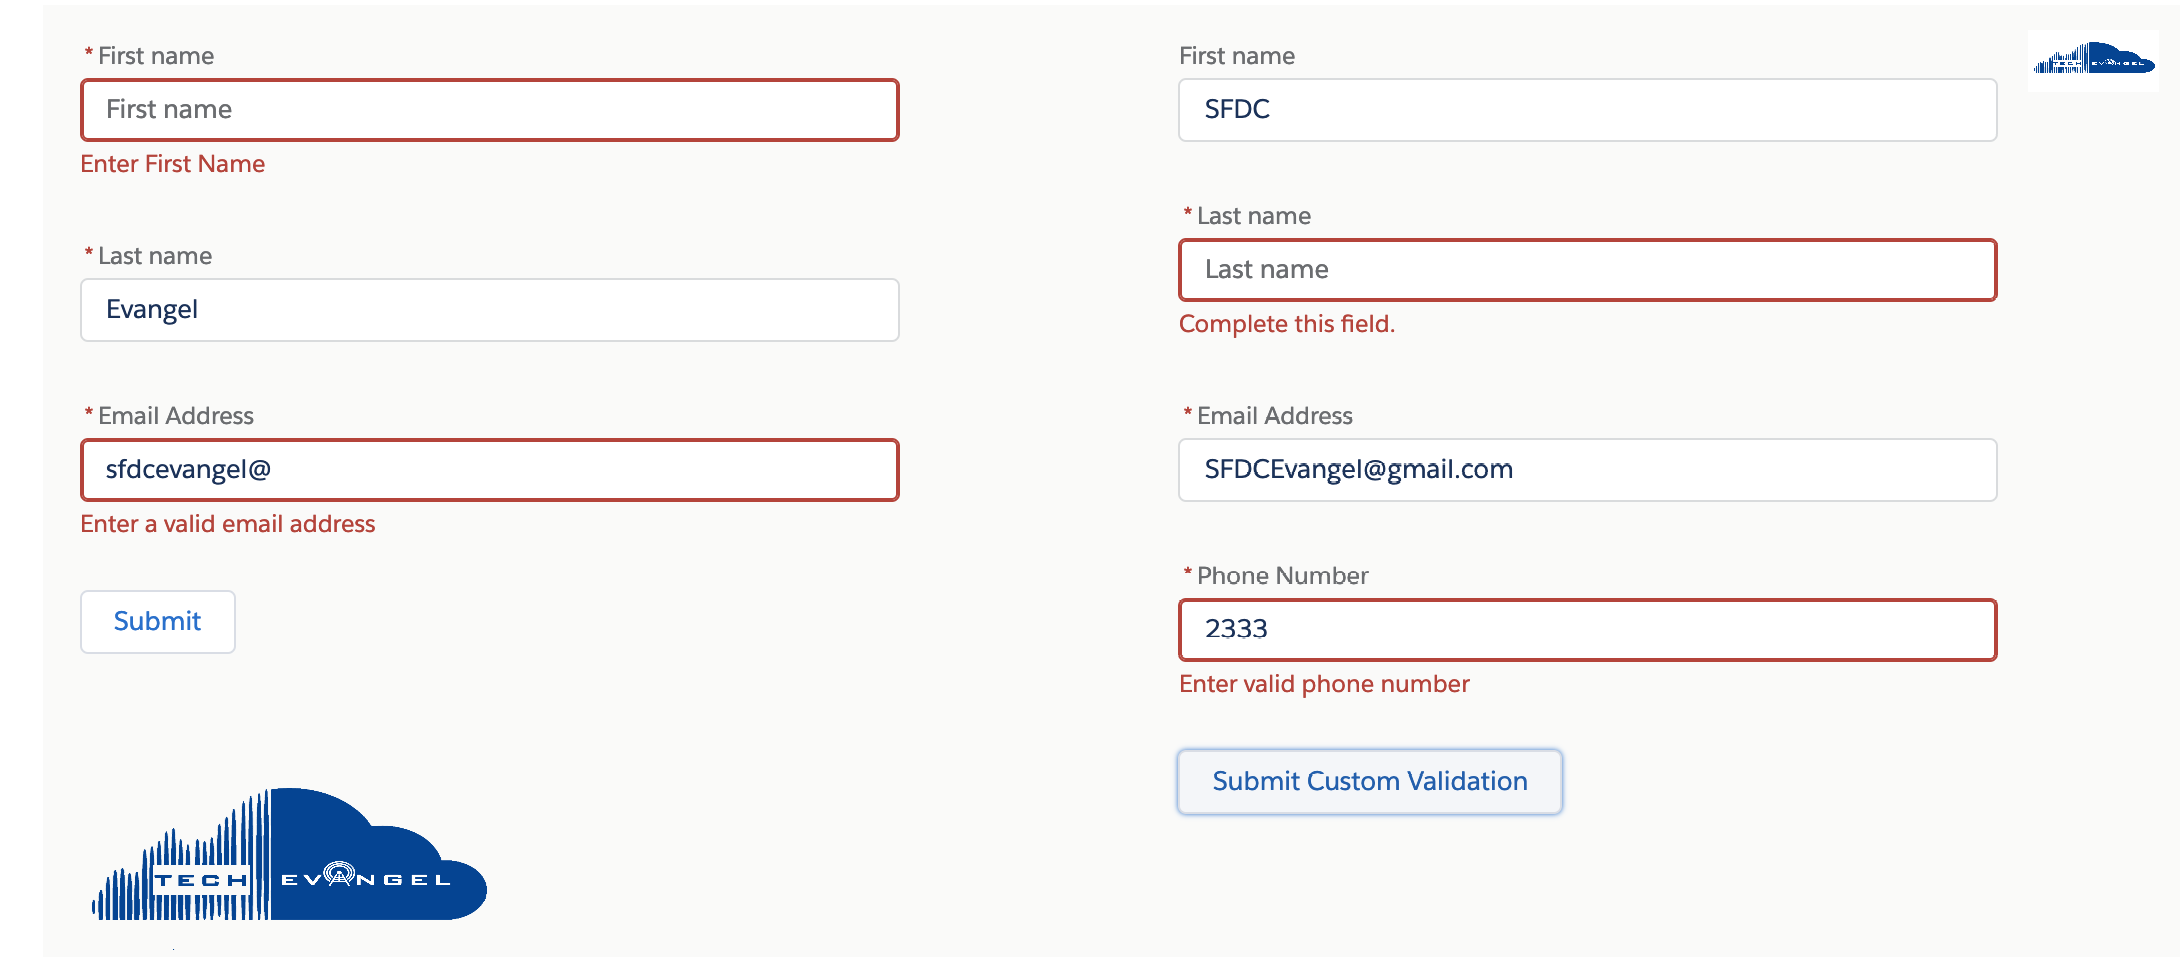 * First name
First name
Enter First Name
* Last name
Evangel
* Email Address
sfdcevangel@
Enter a valid email address
Submit
TECH EVANGEL
First name
SFDC
* Last name
Last name
Complete this field.
* Email Address
SFDCEvangel@gmail.com
* Phone Number
2333
Enter valid phone number
Submit Custom Validation
TECH EVANGEL